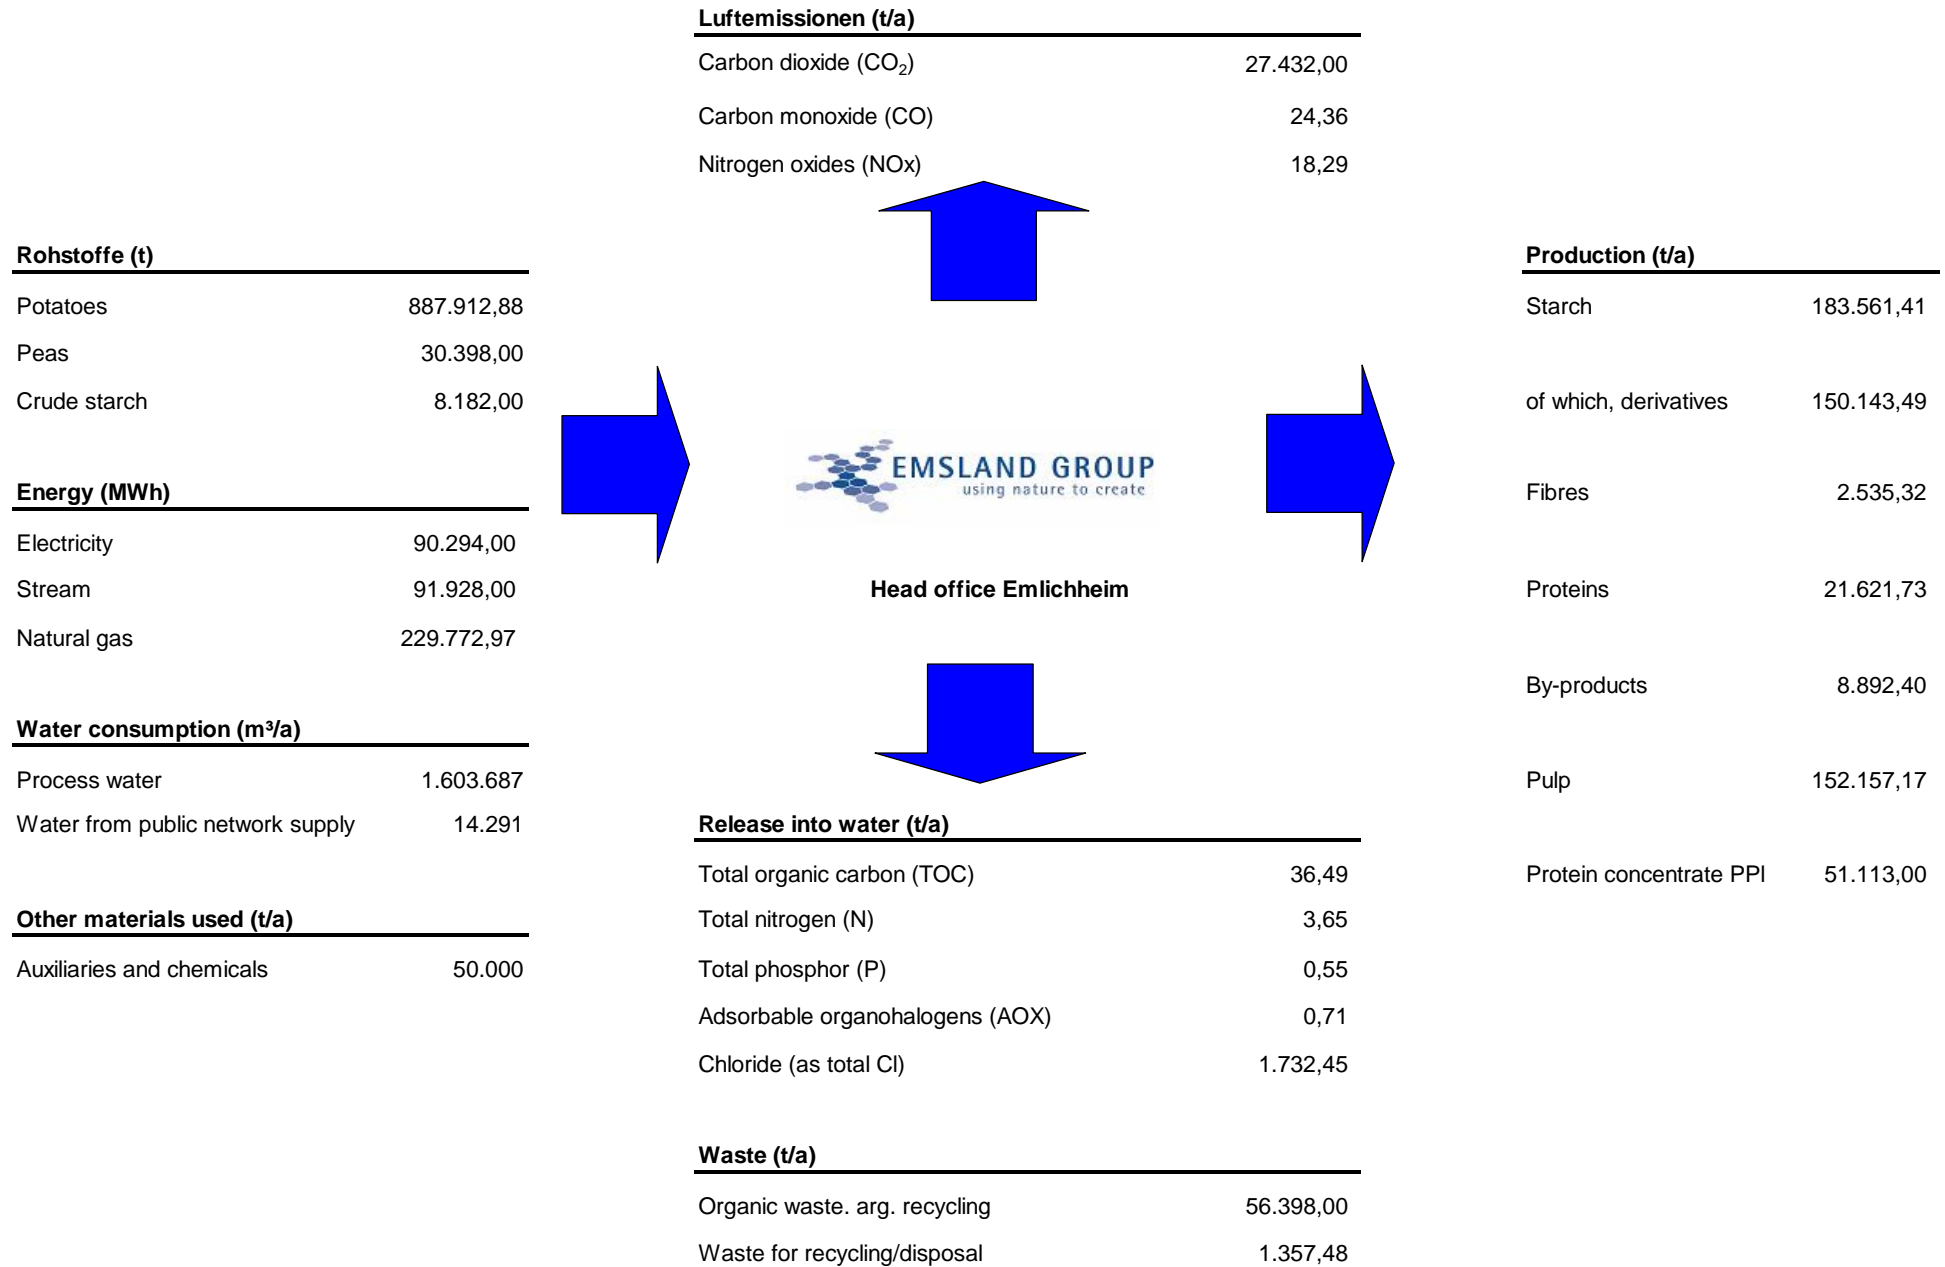 Luftemissionen (t/a)
Carbon dioxide (CO₂) 27.432,00
Carbon monoxide (CO) 24,36
Nitrogen oxides (NOx) 18,29
Rohstoffe (t)
Potatoes 887.912,88
Peas 30.398,00
Crude starch 8.182,00
Energy (MWh)
Electricity 90.294,00
Stream 91.928,00
Natural gas 229.772,97
Water consumption (m³/a)
Process water 1.603.687
Water from public network supply 14.291
Other materials used (t/a)
Auxiliaries and chemicals 50.000
EMSLAND GROUP
using nature to create
Head office Emlichheim
Release into water (t/a)
Total organic carbon (TOC) 36,49
Total nitrogen (N) 3,65
Total phosphor (P) 0,55
Adsorbable organohalogens (AOX) 0,71
Chloride (as total Cl) 1.732,45
Waste (t/a)
Organic waste. arg. recycling 56.398,00
Waste for recycling/disposal 1.357,48
Production (t/a)
Starch 183.561,41
of which, derivatives 150.143,49
Fibres 2.535,32
Proteins 21.621,73
By-products 8.892,40
Pulp 152.157,17
Protein concentrate PPI 51.113,00